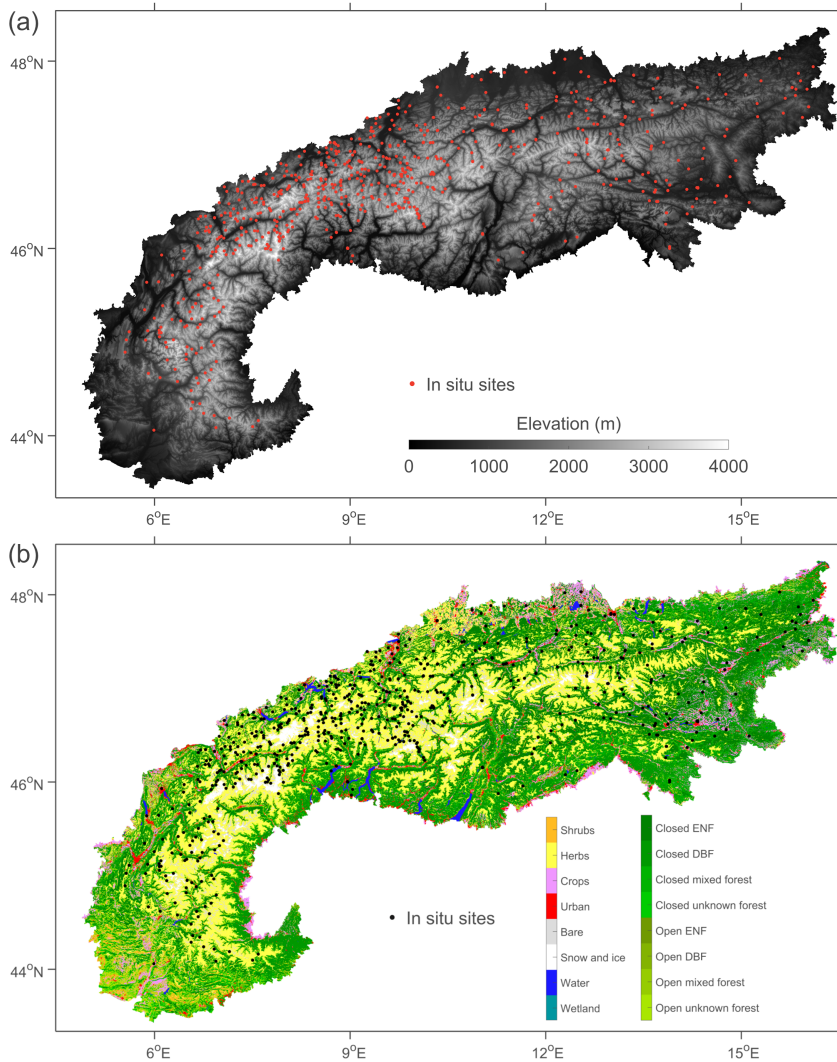 (a)
48°N
46°N
44°N
In situ sites
Elevation (m)
0 1000 2000 3000 4000
6°E 9°E 12°E 15°E
(b)
48°N
46°N
44°N
In situ sites
Shrubs Closed ENF
Herbs Closed DBF
Crops Closed mixed forest
Urban Closed unknown forest
Bare Open ENF
Snow and ice Open DBF
Water Open mixed forest
Wetland Open unknown forest
6°E 9°E 12°E 15°E